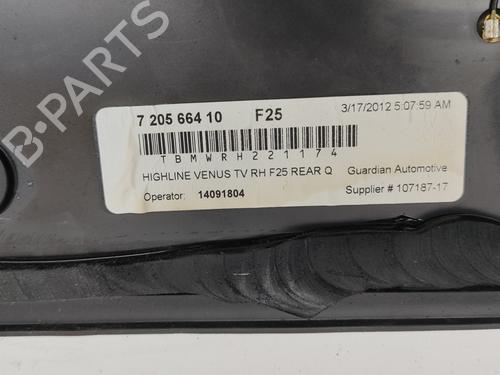 7 205 664 10 F25 3/17/2012 5:07:59 AM
TBMWRH221174
HIGHLINE VENUS TV RH F25 REAR Q Guardian Automotive
Operator: 14091804 Supplier # 107187-17
B-PARTS